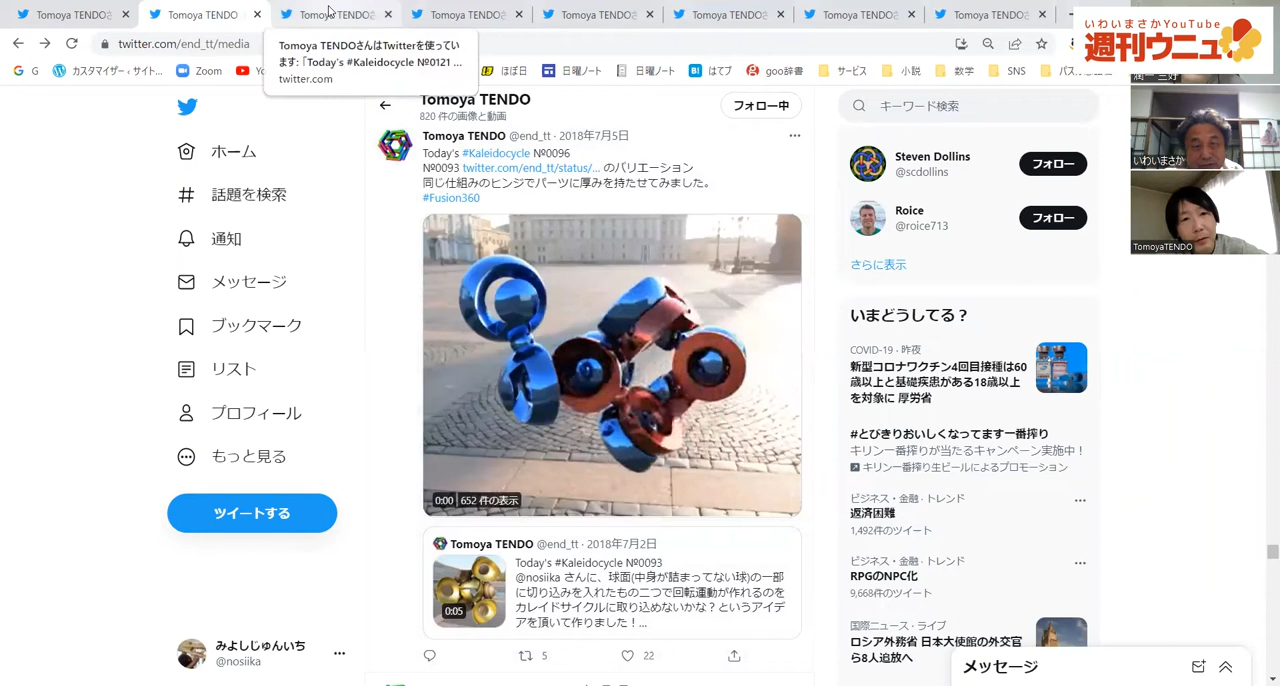 Tomoya TENDOさ
Tomoya TENDO
Tomoya TENDOさ
Tomoya TENDOさ
Tomoya TENDOさ
Tomoya TENDOさ
Tomoya TENDOさ
Tomoya TENDOさ
twitter.com/end_tt/media
Tomoya TENDOさんはTwitterを使ってい
ます: 「Today's #Kaleidocycle №0121 ...
twitter.com
G
カスタマイザー ‹ サイト...
Zoom
ほぼ日
日曜ノート
日曜ノート
はてブ
goo辞書
サービス
小説
数学
SNS
いわいまさかYouTube
週刊ウニュ
いわいまさか
TomoyaTENDO
ホーム
話題を検索
通知
メッセージ
ブックマーク
リスト
プロフィール
もっと見る
ツイートする
みよしじゅんいち
@nosiika
Tomoya TENDO
820 件の画像と動画
フォロー中
Tomoya TENDO @end_tt · 2018年7月5日
Today's #Kaleidocycle №0096
№0093 twitter.com/end_tt/status/... のバリエーション
同じ仕組みのヒンジでパーツに厚みを持たせてみました。
#Fusion360
0:00 652 件の表示
Tomoya TENDO @end_tt · 2018年7月2日
Today's #Kaleidocycle №0093
@nosiika さんに、球面(中身が詰まってない球)の一部
に切り込みを入れたもの二つで回転運動が作れるのを
カレイドサイクルに取り込めないかな？というアイデ
アを頂いて作りました！...
0:05
5
22
キーワード検索
Steven Dollins
@scdollins
フォロー
Roice
@roice713
フォロー
さらに表示
いまどうしてる？
COVID-19 · 昨夜
新型コロナワクチン4回目接種は60
歳以上と基礎疾患がある18歳以上
を対象に 厚労省
#とびきりおいしくなってます一番搾り
キリン一番搾りが当たるキャンペーン実施中！
キリン一番搾り生ビールによるプロモーション
ビジネス・金融 · トレンド
返済困難
1,492件のツイート
ビジネス・金融 · トレンド
RPGのNPC化
9,668件のツイート
国際ニュース · ライブ
ロシア外務省 日本大使館の外交官
ら8人追放へ
メッセージ